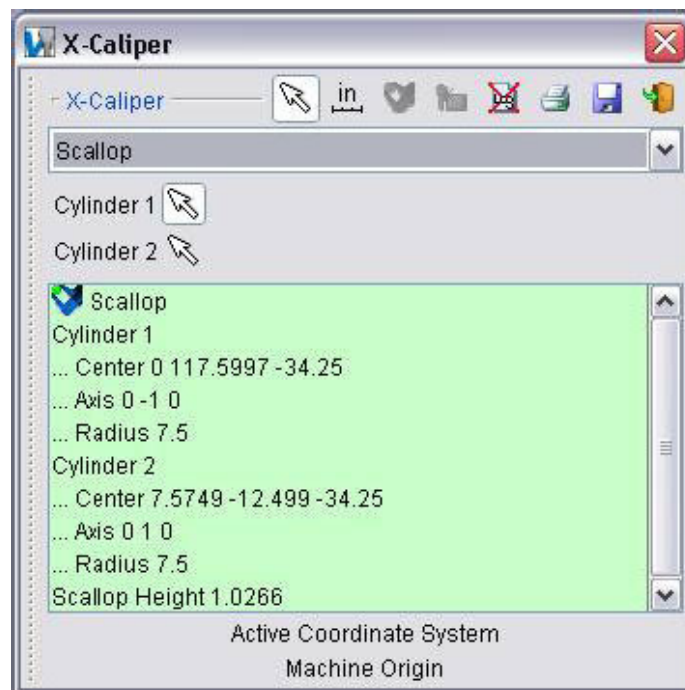 X-Caliper
X-Caliper
in
Scallop
Cylinder 1
Cylinder 2
Scallop
Cylinder 1
... Center 0 117.5997 -34.25
... Axis 0 -1 0
... Radius 7.5
Cylinder 2
... Center 7.5749 -12.499 -34.25
... Axis 0 1 0
... Radius 7.5
Scallop Height 1.0266
Active Coordinate System
Machine Origin